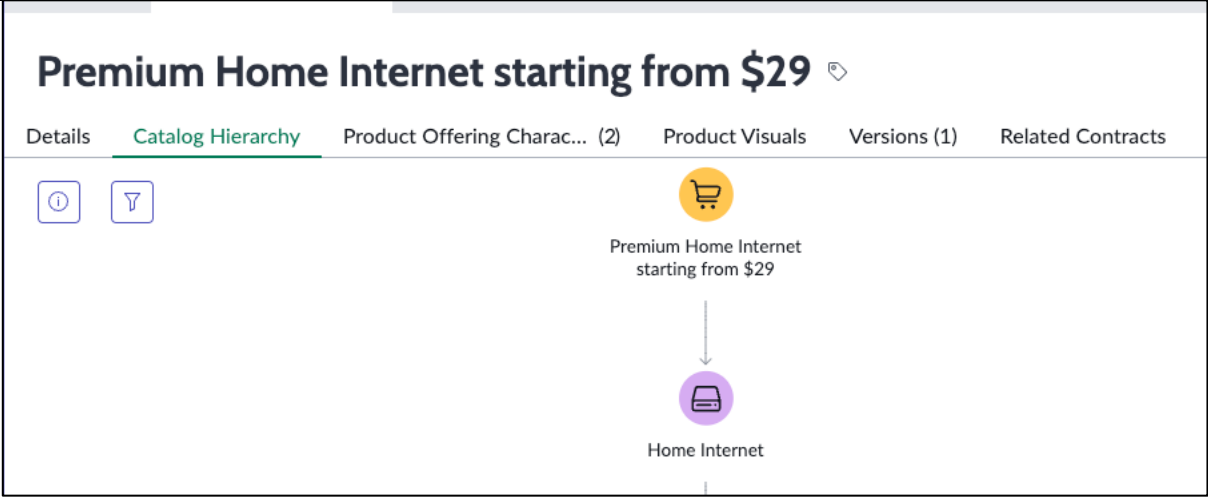 Premium Home Internet starting from $29
Details Catalog Hierarchy Product Offering Charac... (2) Product Visuals Versions (1) Related Contracts
Premium Home Internet
starting from $29
Home Internet